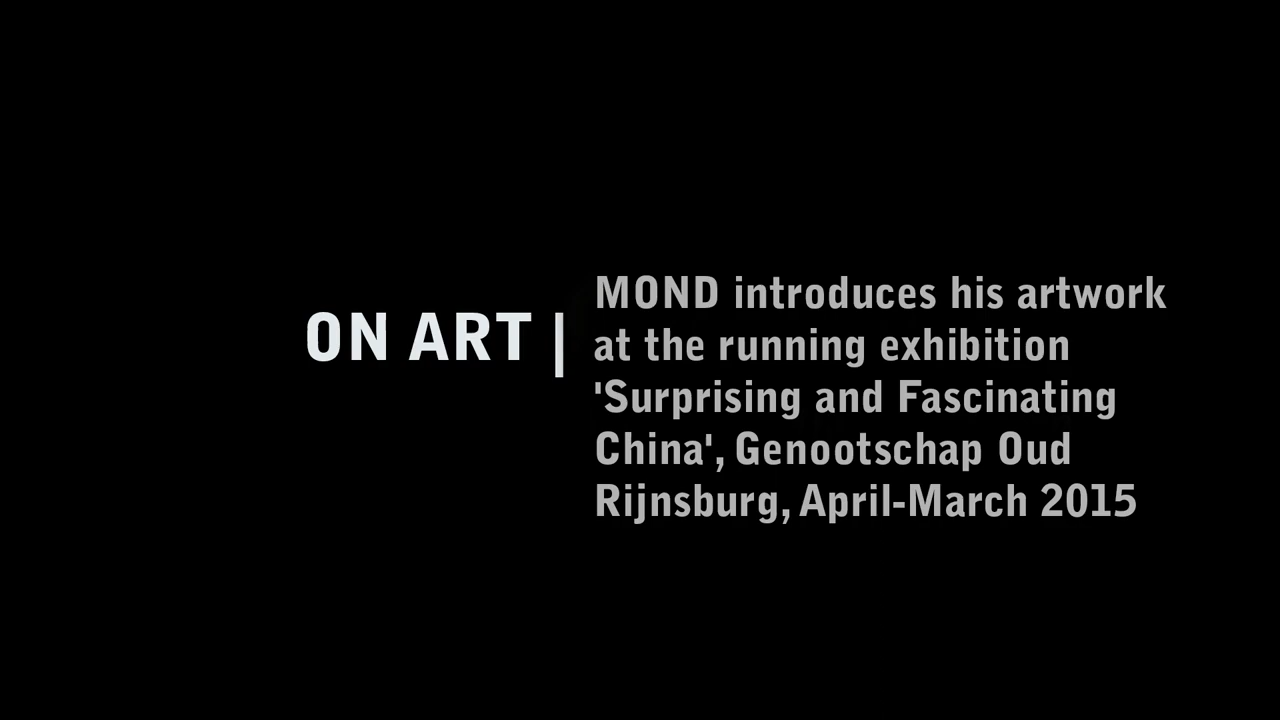 ON ART |
MOND introduces his artwork
at the running exhibition
'Surprising and Fascinating
China', Genootschap Oud
Rijnsburg, April-March 2015